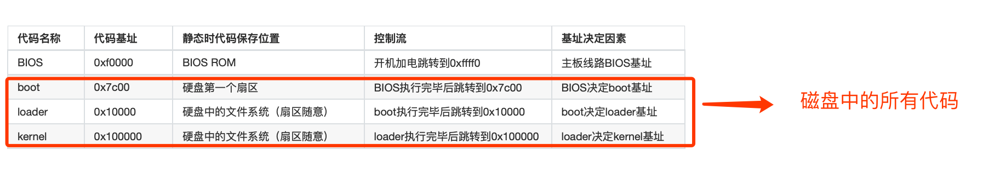 代码名称 代码基址 静态时代码保存位置 控制流 基址决定因素
BIOS 0xf0000 BIOS ROM 开机加电跳转到0xffff0 主板线路BIOS基址
boot 0x7c00 硬盘第一个扇区 BIOS执行完毕后跳转到0x7c00 BIOS决定boot基址
loader 0x10000 硬盘中的文件系统（扇区随意） boot执行完毕后跳转到0x10000 boot决定loader基址
kernel 0x100000 硬盘中的文件系统（扇区随意） loader执行完毕后跳转到0x100000 loader决定kernel基址
磁盘中的所有代码